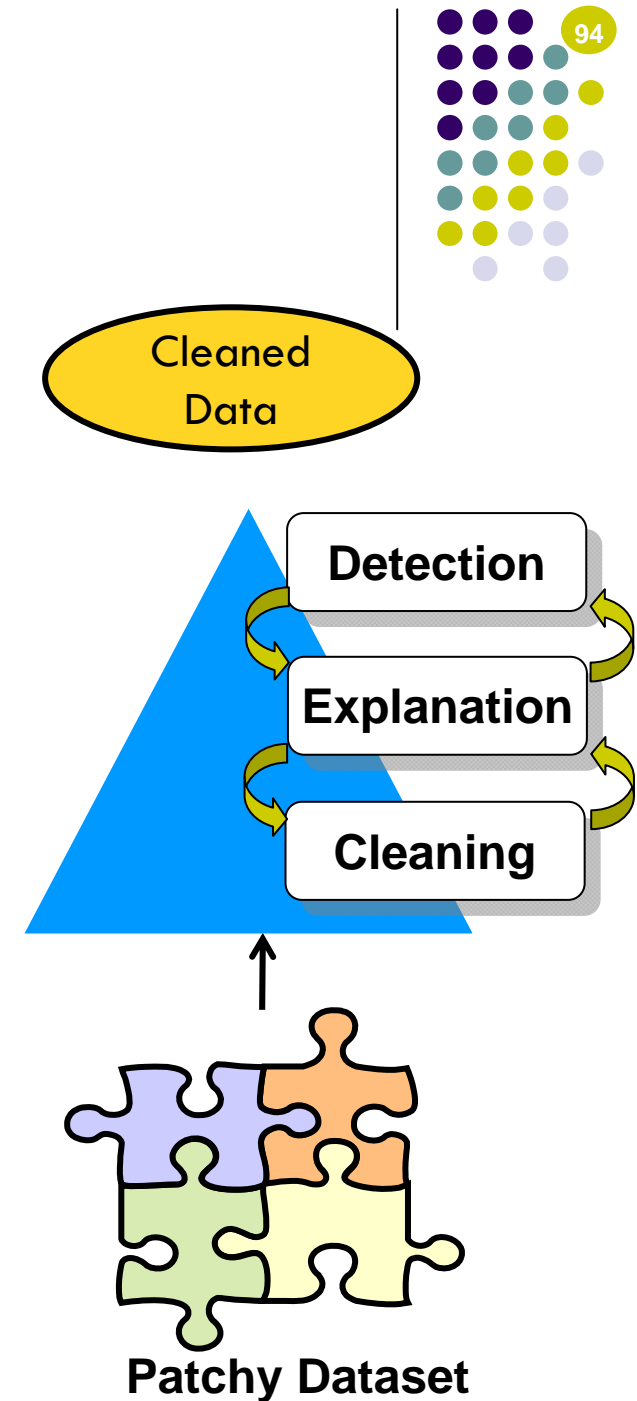 94
Cleaned
Data
Detection
Explanation
Cleaning
Patchy Dataset